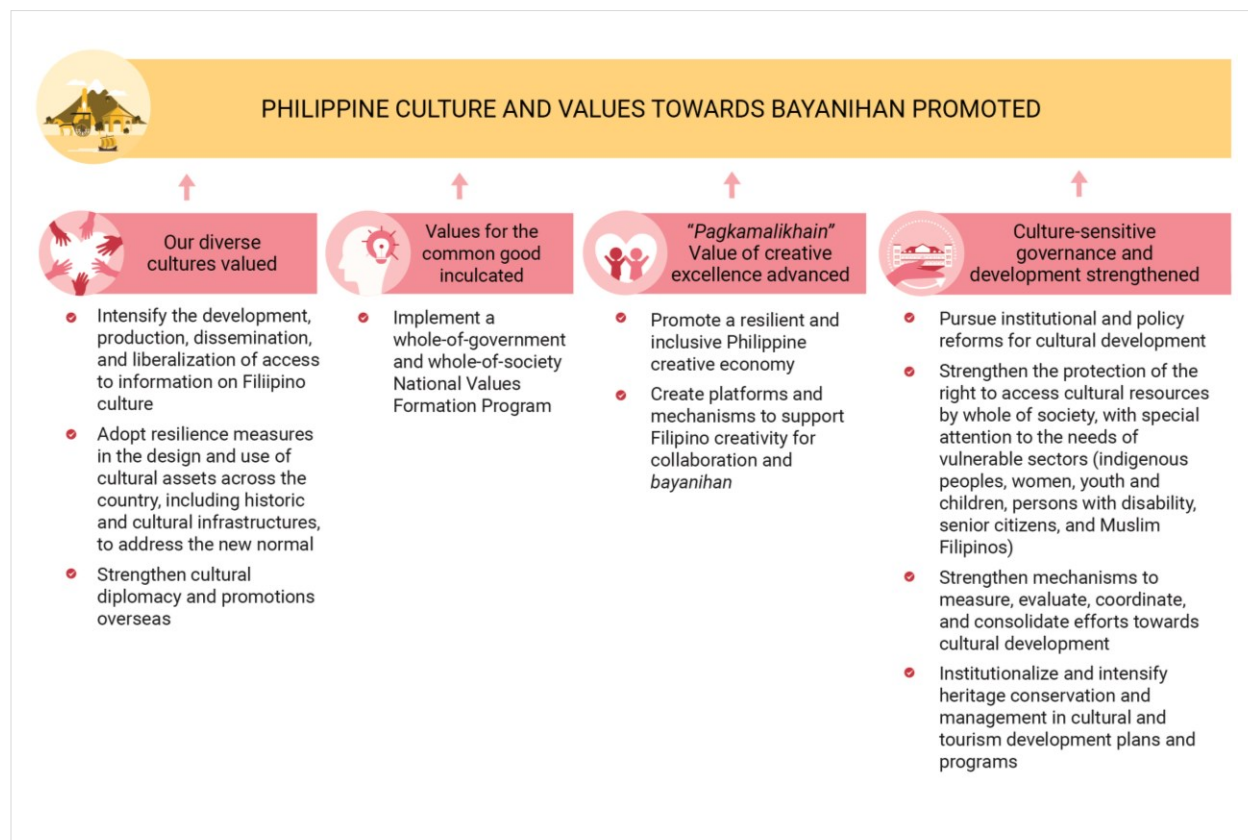 PHILIPPINE CULTURE AND VALUES TOWARDS BAYANIHAN PROMOTED
Our diverse
cultures valued
Intensify the development,
production, dissemination,
and liberalization of access
to information on Filiipino
culture
Adopt resilience measures
in the design and use of
cultural assets across the
country, including historic
and cultural infrastructures,
to address the new normal
Strengthen cultural
diplomacy and promotions
overseas
Values for the
common good
inculcated
Implement a
whole-of-government
and whole-of-society
National Values
Formation Program
"Pagkamalikhain"
Value of creative
excellence advanced
Promote a resilient and
inclusive Philippine
creative economy
Create platforms and
mechanisms to support
Filipino creativity for
collaboration and
bayanihan
Culture-sensitive
governance and
development strengthened
Pursue institutional and policy
reforms for cultural development
Strengthen the protection of the
right to access cultural resources
by whole of society, with special
attention to the needs of
vulnerable sectors (indigenous
peoples, women, youth and
children, persons with disability,
senior citizens, and Muslim
Filipinos)
Strengthen mechanisms to
measure, evaluate, coordinate,
and consolidate efforts towards
cultural development
Institutionalize and intensify
heritage conservation and
management in cultural and
tourism development plans and
programs